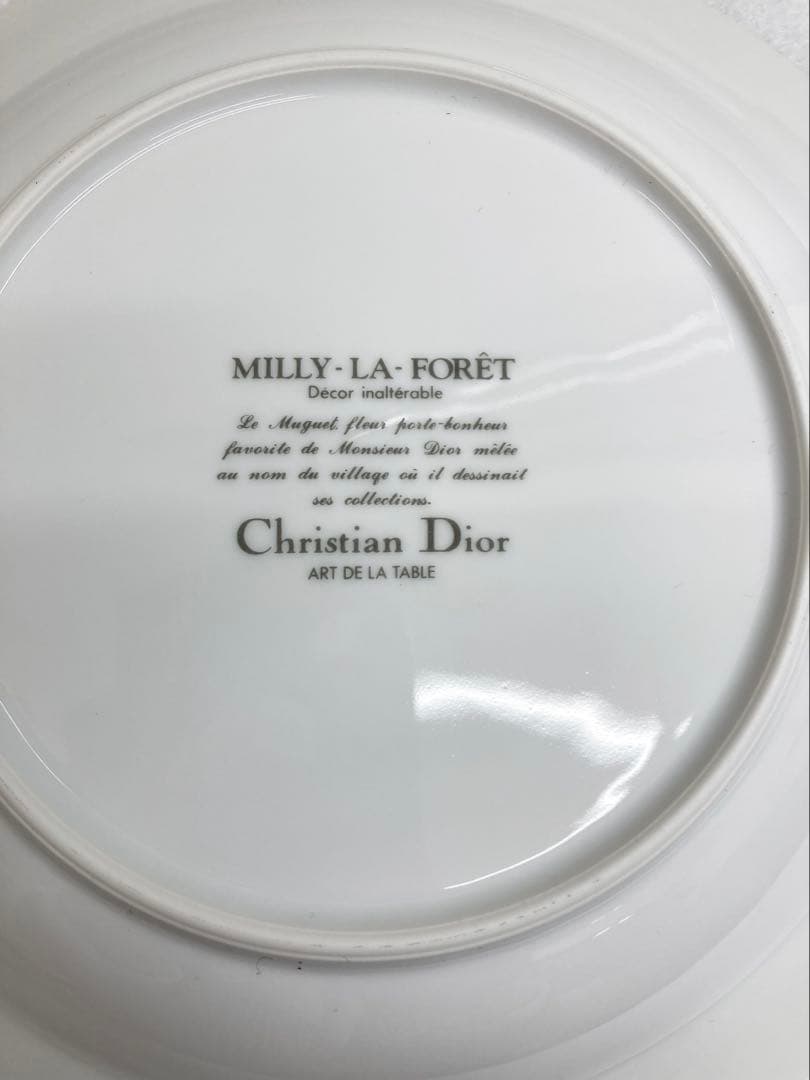 MILLY-LA-FORÊT
Décor inaltérable
Le Muguet, fleur porte-bonheur
favorite de Monsieur Dior mêlée
au nom du village où il dessinait
ses collections.
Christian Dior
ART DE LA TABLE